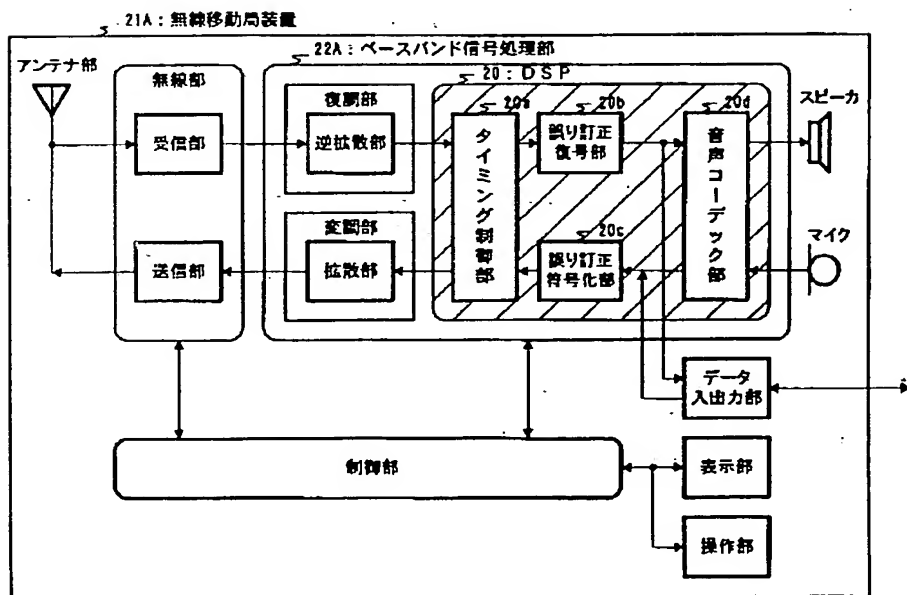 21A:無線移動局装置
22A:ベースバンド信号処理部
アンテナ部
無線部
20:DSP
復調部
20a
20b
20d
スピーカ
受信部
逆拡散部
タイミング制御部
誤り訂正
復号部
音声コーデック部
変調部
20c
マイク
送信部
拡散部
誤り訂正
符号化部
データ
入出力部
制御部
表示部
操作部